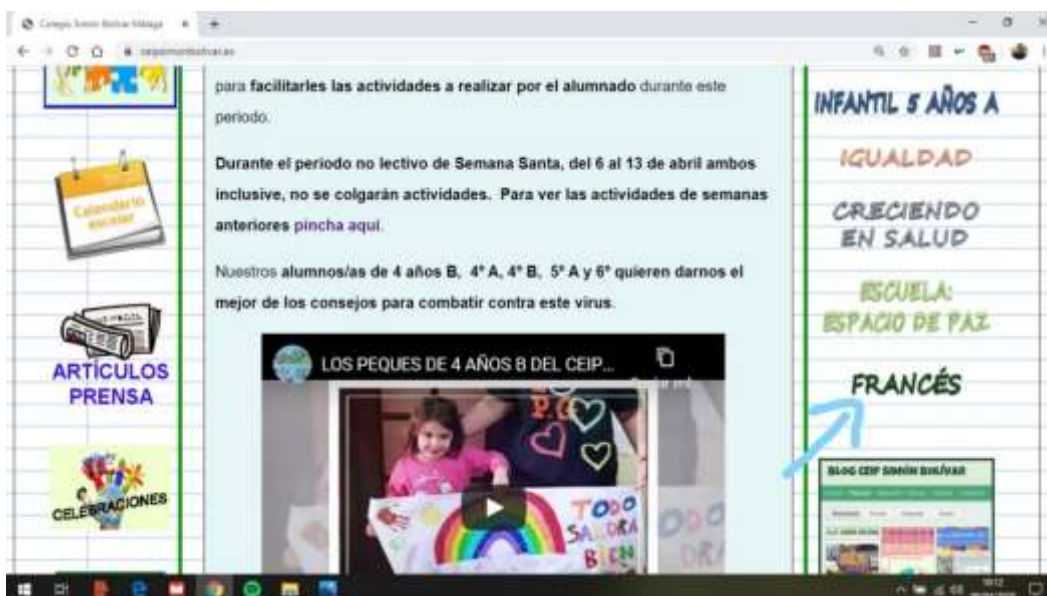 Colegio Simón Bolívar Málaga
para facilitarles las actividades a realizar por el alumnado durante este
periodo.
Durante el periodo no lectivo de Semana Santa, del 6 al 13 de abril ambos
inclusive, no se colgarán actividades. Para ver las actividades de semanas
anteriores pincha aquí.
Nuestros alumnos/as de 4 años B, 4º A, 4º B, 5º A y 6º quieren darnos el
mejor de los consejos para combatir contra este virus.
LOS PEQUES DE 4 AÑOS B DEL CEIP...
TODO
SALDRA
BIEN
Calendario
escolar
ARTÍCULOS
PRENSA
CELEBRACIONES
INFANTIL 5 AÑOS A
IGUALDAD
CRECIENDO
EN SALUD
ESCUELA:
ESPACIO DE PAZ
FRANCÉS
BLOG CEIP SIMÓN BOLÍVAR